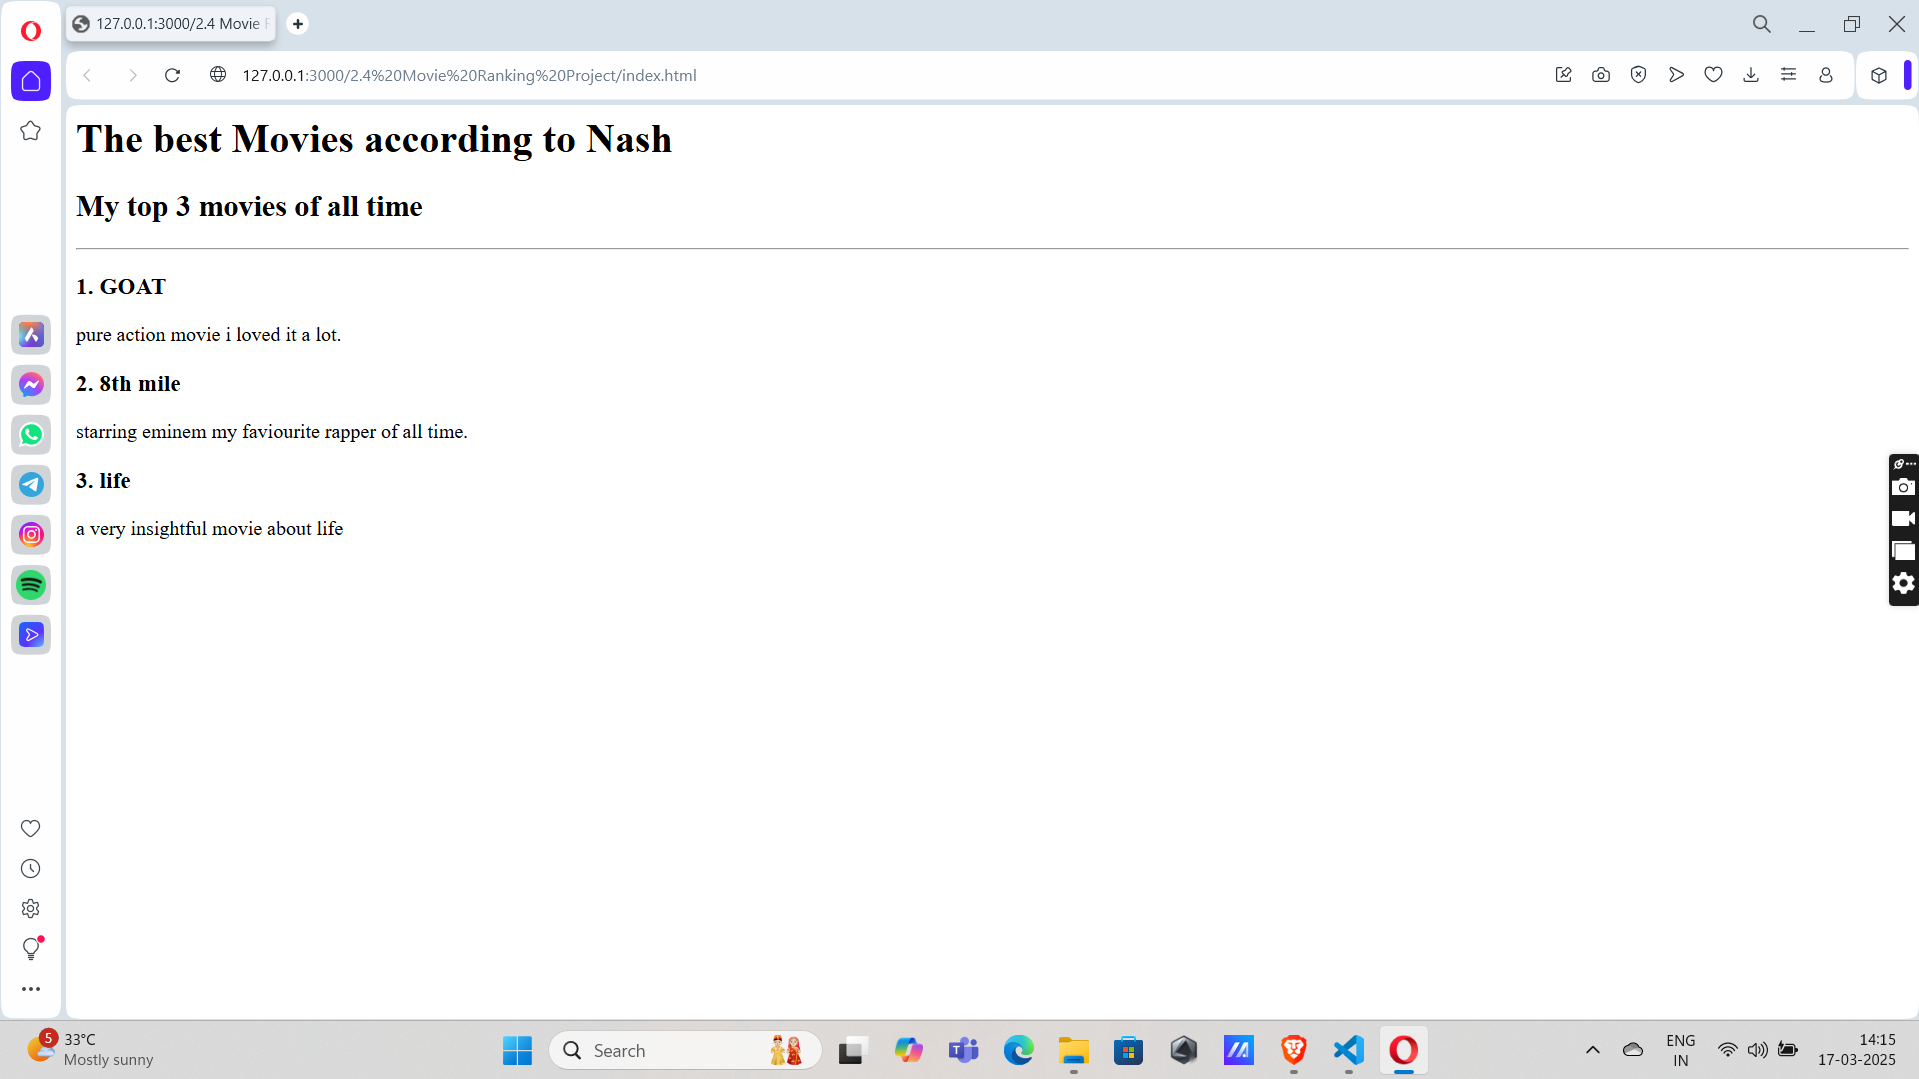 127.0.0.1:3000/2.4 Movie
127.0.0.1:3000/2.4%20Movie%20Ranking%20Project/index.html
The best Movies according to Nash
My top 3 movies of all time
1. GOAT
pure action movie i loved it a lot.
2. 8th mile
starring eminem my faviourite rapper of all time.
3. life
a very insightful movie about life
5
33°C
Mostly sunny
Search
ENG
IN
14:15
17-03-2025